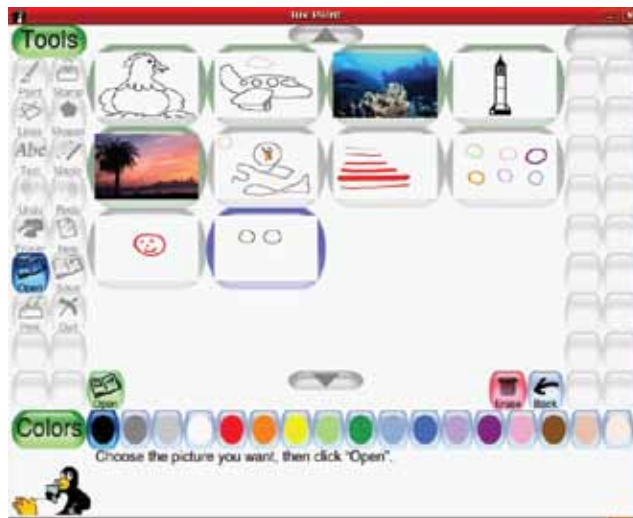 Tux Paint
Tools
Paint Stamp
Lines Shapes
Abc
Text Magic
Undo Redo
Eraser New
Open Save
Print Quit
Open Erase Back
Colors
Choose the picture you want, then click "Open".